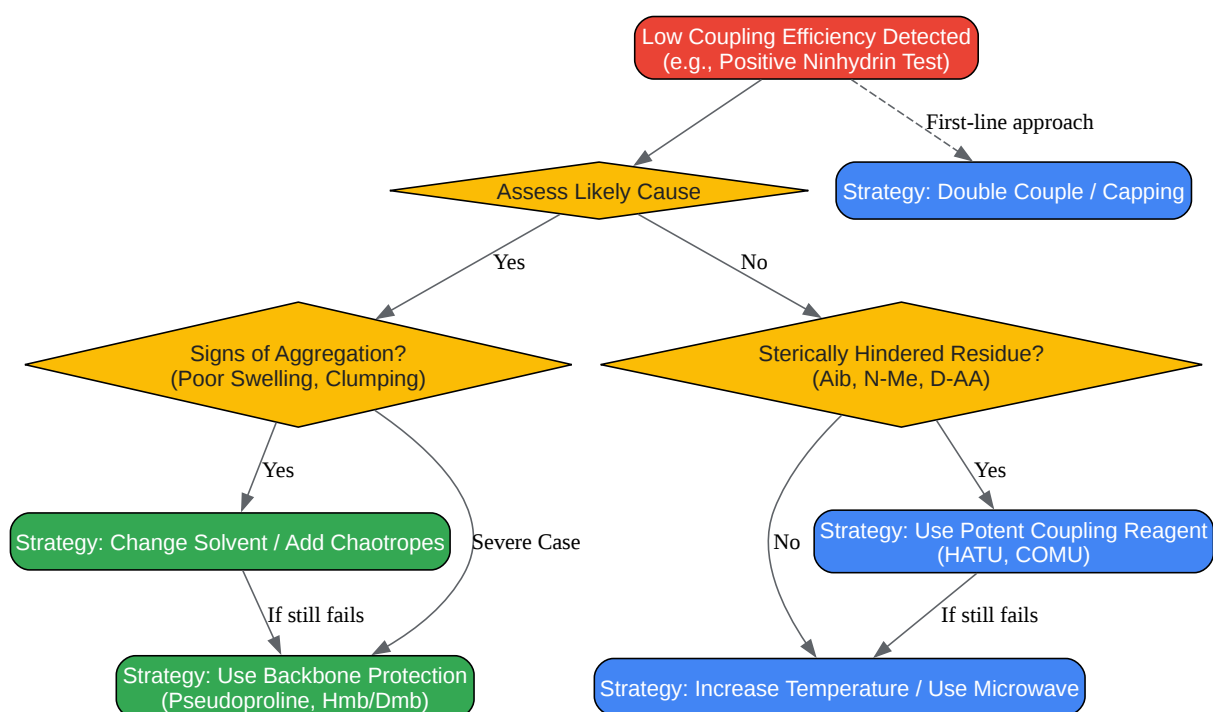 Low Coupling Efficiency Detected
(e.g., Positive Ninhydrin Test)
First-line approach
Assess Likely Cause
Strategy: Double Couple / Capping
Yes
No
Signs of Aggregation?
(Poor Swelling, Clumping)
Sterically Hindered Residue?
(Aib, N-Me, D-AA)
Yes
Yes
Strategy: Change Solvent / Add Chaotropes
Severe Case
No
Strategy: Use Potent Coupling Reagent
(HATU, COMU)
If still fails
If still fails
Strategy: Use Backbone Protection
(Pseudoproline, Hmb/Dmb)
Strategy: Increase Temperature / Use Microwave